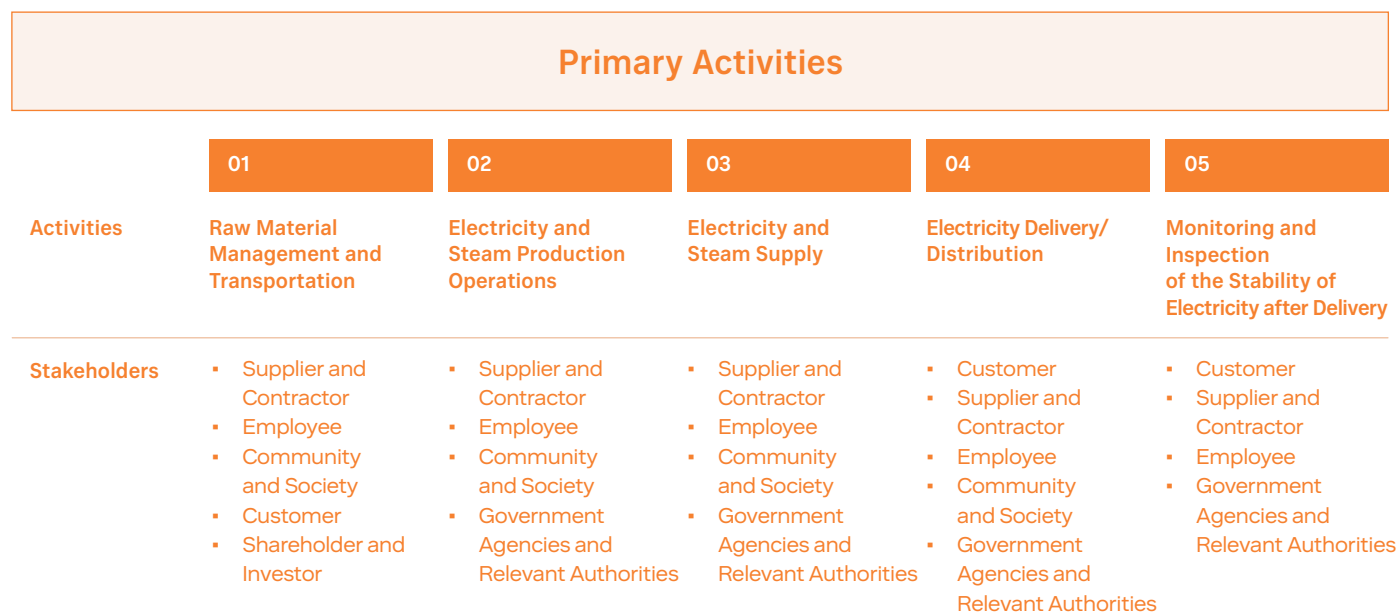 Primary Activities
01
02
03
04
05
Activities
Raw Material
Management and
Transportation
Electricity and
Steam Production
Operations
Electricity and
Steam Supply
Electricity Delivery/
Distribution
Monitoring and
Inspection
of the Stability of
Electricity after Delivery
Stakeholders
▪ Supplier and
Contractor
▪ Employee
▪ Community
and Society
▪ Customer
▪ Shareholder and
Investor
▪ Supplier and
Contractor
▪ Employee
▪ Community
and Society
▪ Government
Agencies and
Relevant Authorities
▪ Supplier and
Contractor
▪ Employee
▪ Community
and Society
▪ Government
Agencies and
Relevant Authorities
▪ Customer
▪ Supplier and
Contractor
▪ Employee
▪ Community
and Society
▪ Government
Agencies and
Relevant Authorities
▪ Customer
▪ Supplier and
Contractor
▪ Employee
▪ Government
Agencies and
Relevant Authorities